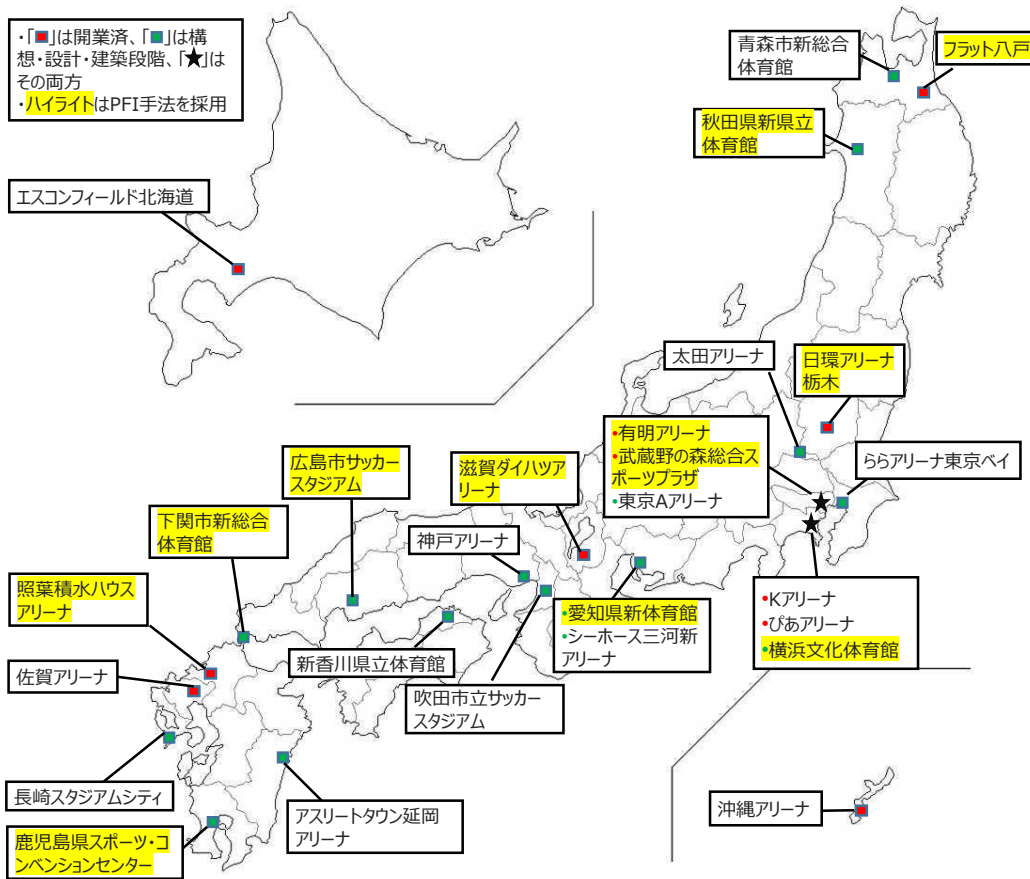 ・「■」は開業済、「■」は構
想・設計・建築段階、「★」は
その両方
・ハイライトはPFI手法を採用
青森市新総合
体育館
フラット八戸
秋田県新県立
体育館
エスコンフィールド北海道
太田アリーナ
日環アリーナ
栃木
•有明アリーナ
•武蔵野の森総合ス
ポーツプラザ
•東京Aアリーナ
ららアリーナ東京ベイ
広島市サッカー
スタジアム
滋賀ダイハツア
リーナ
下関市新総合
体育館
神戸アリーナ
照葉積水ハウス
アリーナ
•愛知県新体育館
•シーホース三河新
アリーナ
•Kアリーナ
•ぴあアリーナ
•横浜文化体育館
新香川県立体育館
佐賀アリーナ
吹田市立サッカー
スタジアム
長崎スタジアムシティ
アスリートタウン延岡
アリーナ
沖縄アリーナ
鹿児島県スポーツ・コ
ンベンションセンター